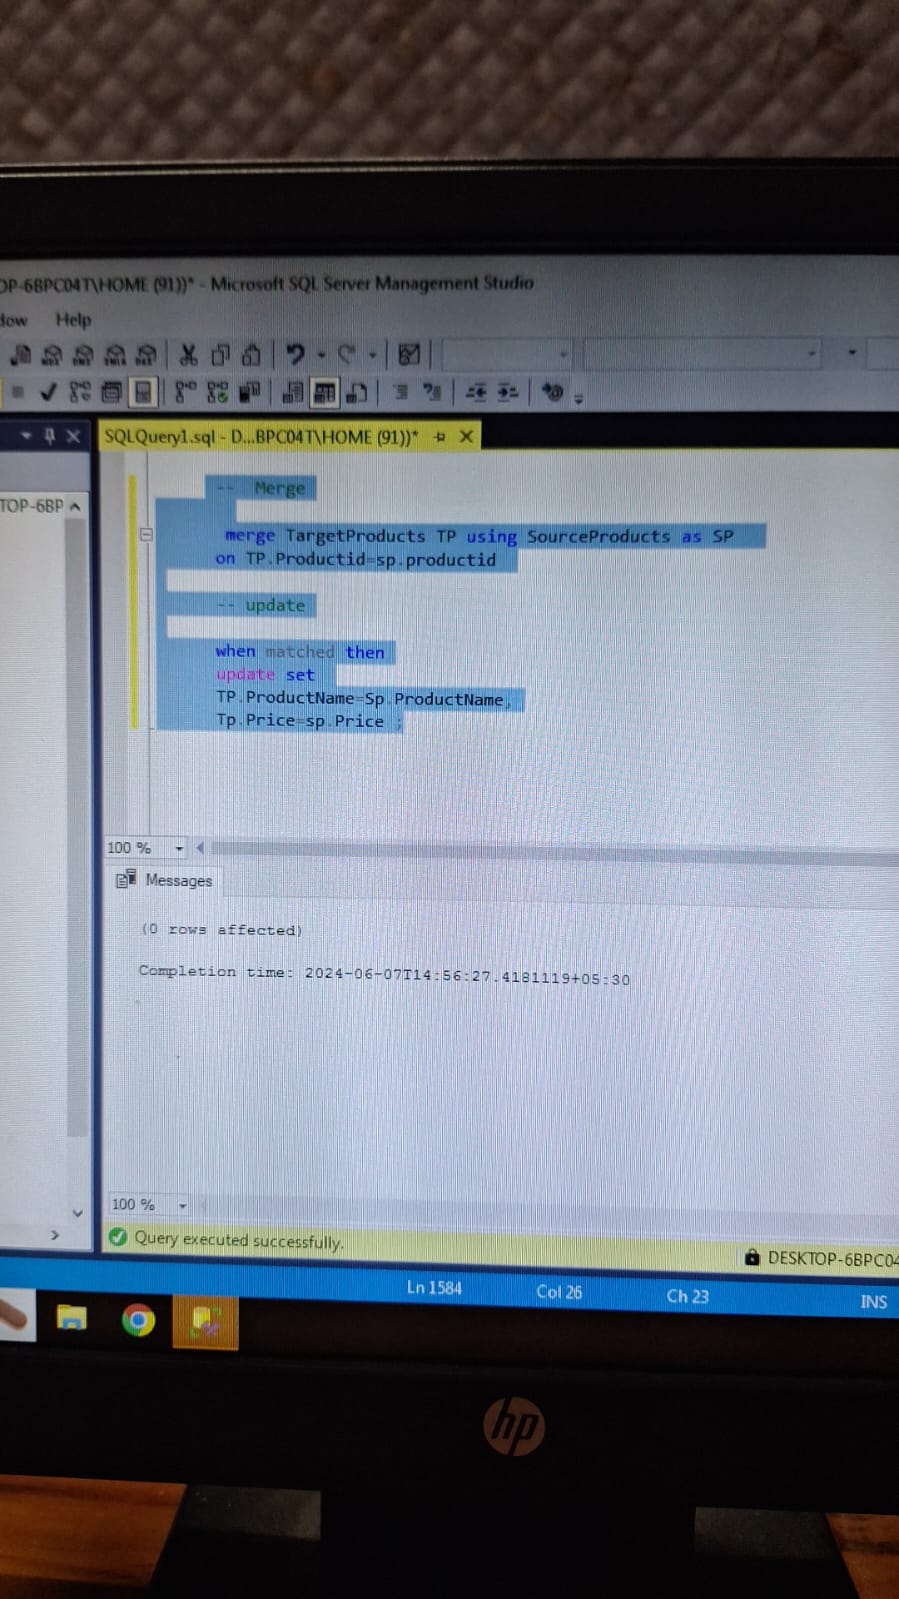 OP-6BPC04T\HOME (91))* - Microsoft SQL Server Management Studio
dow Help
SQLQuery1.sql - D...BPC04T\HOME (91))*
TOP-6BP
-- Merge
merge TargetProducts TP using SourceProducts as SP
on TP.Productid=sp.productid
-- update
when matched then
update set
TP.ProductName=Sp.ProductName,
Tp.Price=sp.Price ;
100 %
Messages
(0 rows affected)
Completion time: 2024-06-07T14:56:27.4181119+05:30
100 %
Query executed successfully.
DESKTOP-6BPC04
Ln 1584 Col 26 Ch 23 INS
hp